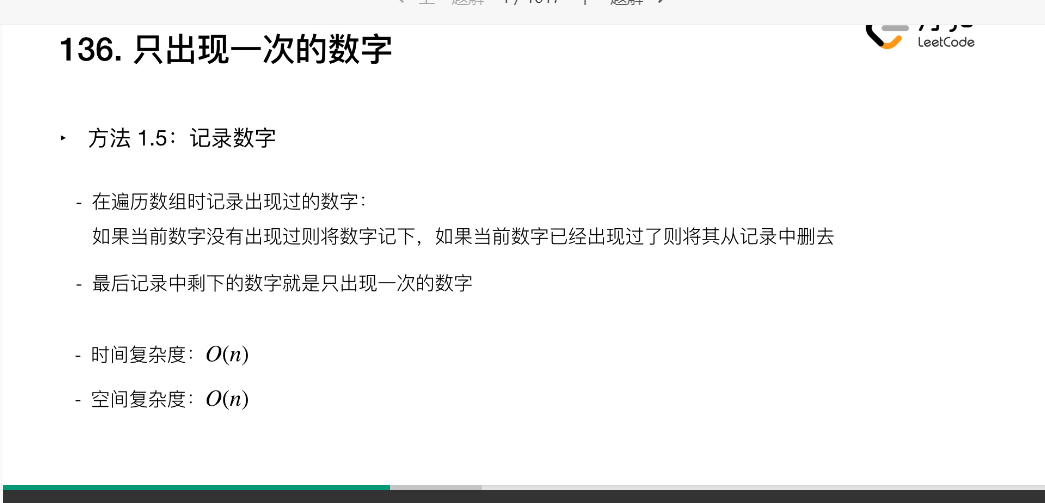 136. 只出现一次的数字
LeetCode
‣ 方法 1.5：记录数字
- 在遍历数组时记录出现过的数字：
如果当前数字没有出现过则将数字记下，如果当前数字已经出现过了则将其从记录中删去
- 最后记录中剩下的数字就是只出现一次的数字
- 时间复杂度：O(n)
- 空间复杂度：O(n)